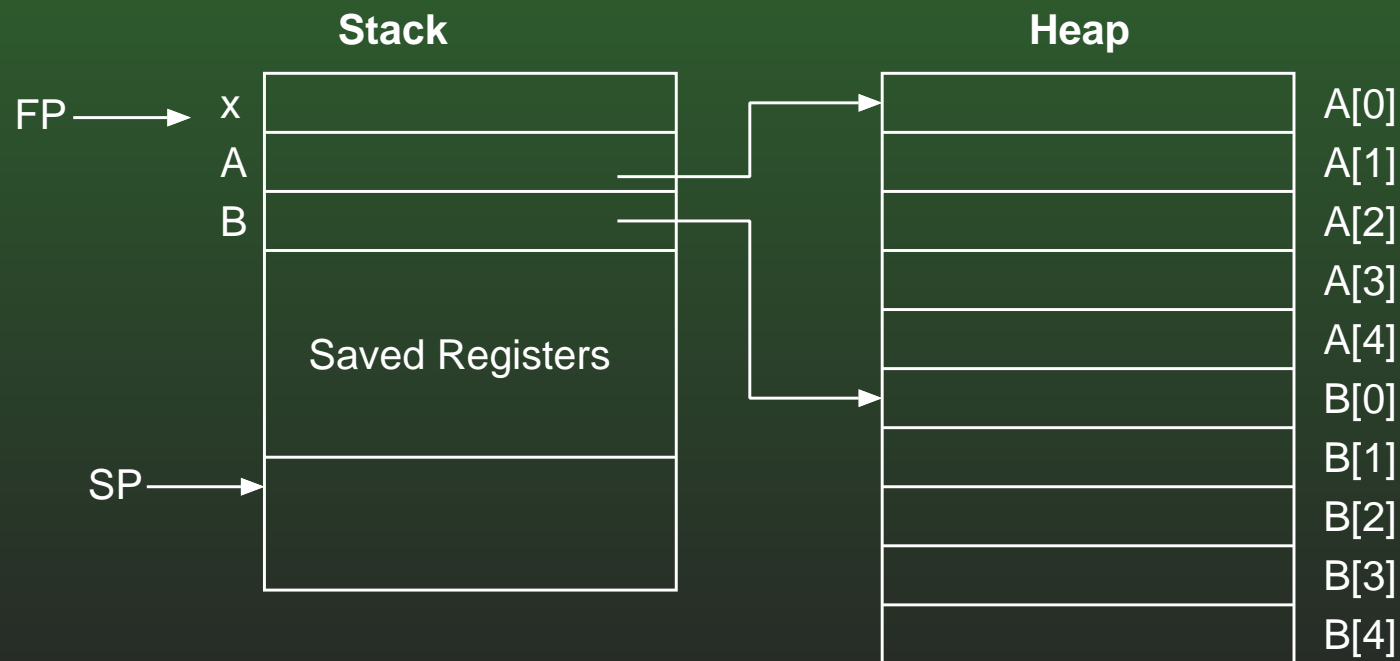 Stack
Heap
FP
x
A
B
Saved Registers
SP
A[0]
A[1]
A[2]
A[3]
A[4]
B[0]
B[1]
B[2]
B[3]
B[4]